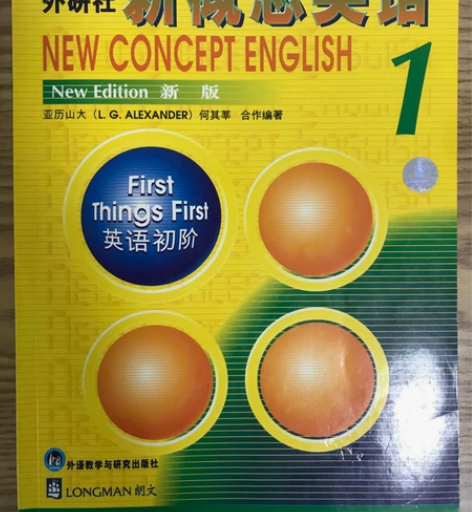 外研社 新概念英语
NEW CONCEPT ENGLISH
1
New Edition 新 版
亚历山大（L. G. ALEXANDER）何其莘 合作编著
First
Things First
英语初阶
外语教学与研究出版社
LONGMAN 朗文